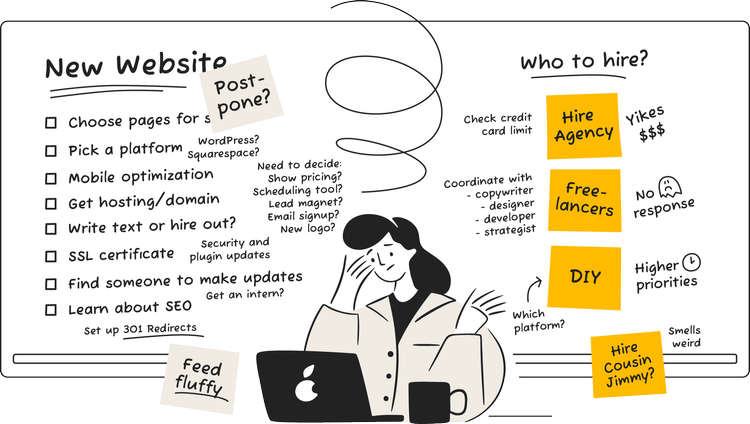 New Website
Post-
pone?
Choose pages for s
Pick a platform
WordPress?
Squarespace?
Mobile optimization
Get hosting/domain
Write text or hire out?
SSL certificate
Security and
plugin updates
Find someone to make updates
Get an intern?
Learn about SEO
Set up 301 Redirects
Need to decide:
Show pricing?
Scheduling tool?
Lead magnet?
Email signup?
New logo?
Feed
fluffy
Who to hire?
Check credit
card limit
Hire
Agency
Yikes
$$$
Coordinate with
- copywriter
- designer
- developer
- strategist
Free-
lancers
No
response
DIY
Higher
priorities
Which
platform?
Hire
Cousin
Jimmy?
Smells
weird